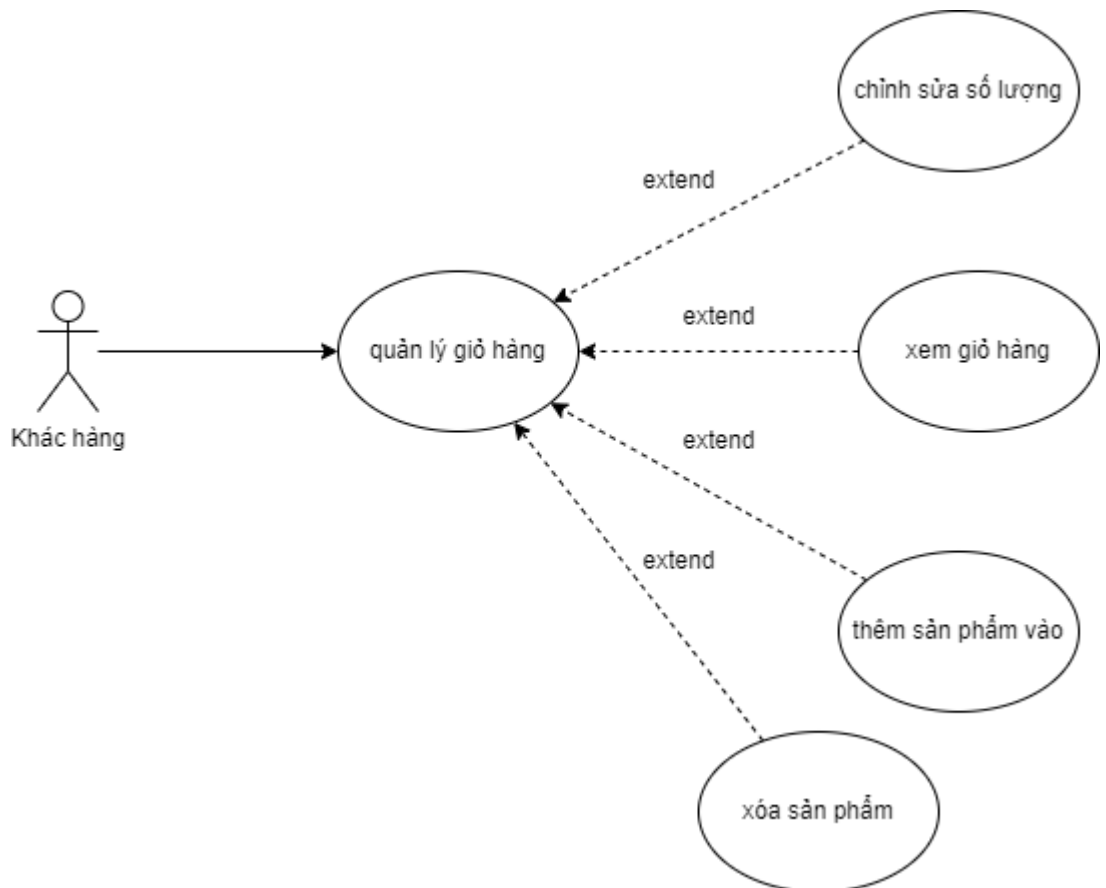 chỉnh sửa số lượng
extend
extend
xem giỏ hàng
quản lý giỏ hàng
Khác hàng
extend
extend
thêm sản phẩm vào
xóa sản phẩm